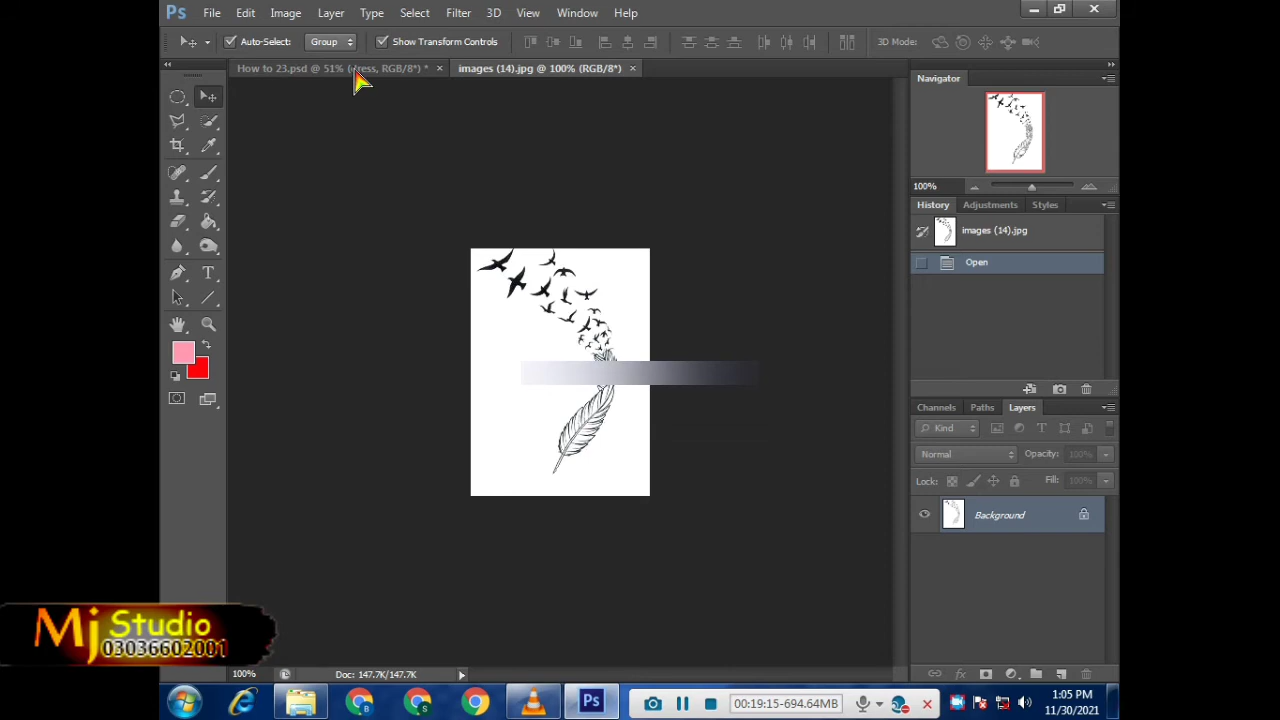 Ps File Edit Image Layer Type Select Filter 3D View Window Help
Auto-Select: Group Show Transform Controls 3D Mode:
How to 23.psd @ 51% (dress, RGB/8*) * × images (14).jpg @ 100% (RGB/8*) ×
Navigator
100%
History Adjustments Styles
images (14).jpg
Open
Channels Paths Layers
Kind
Normal Opacity: 100%
Lock: Fill: 100%
Background
Mj Studio
03036602001
100% Doc: 147.7K/147.7K
Ps 00:19:15-694.64MB 1:05 PM
11/30/2021